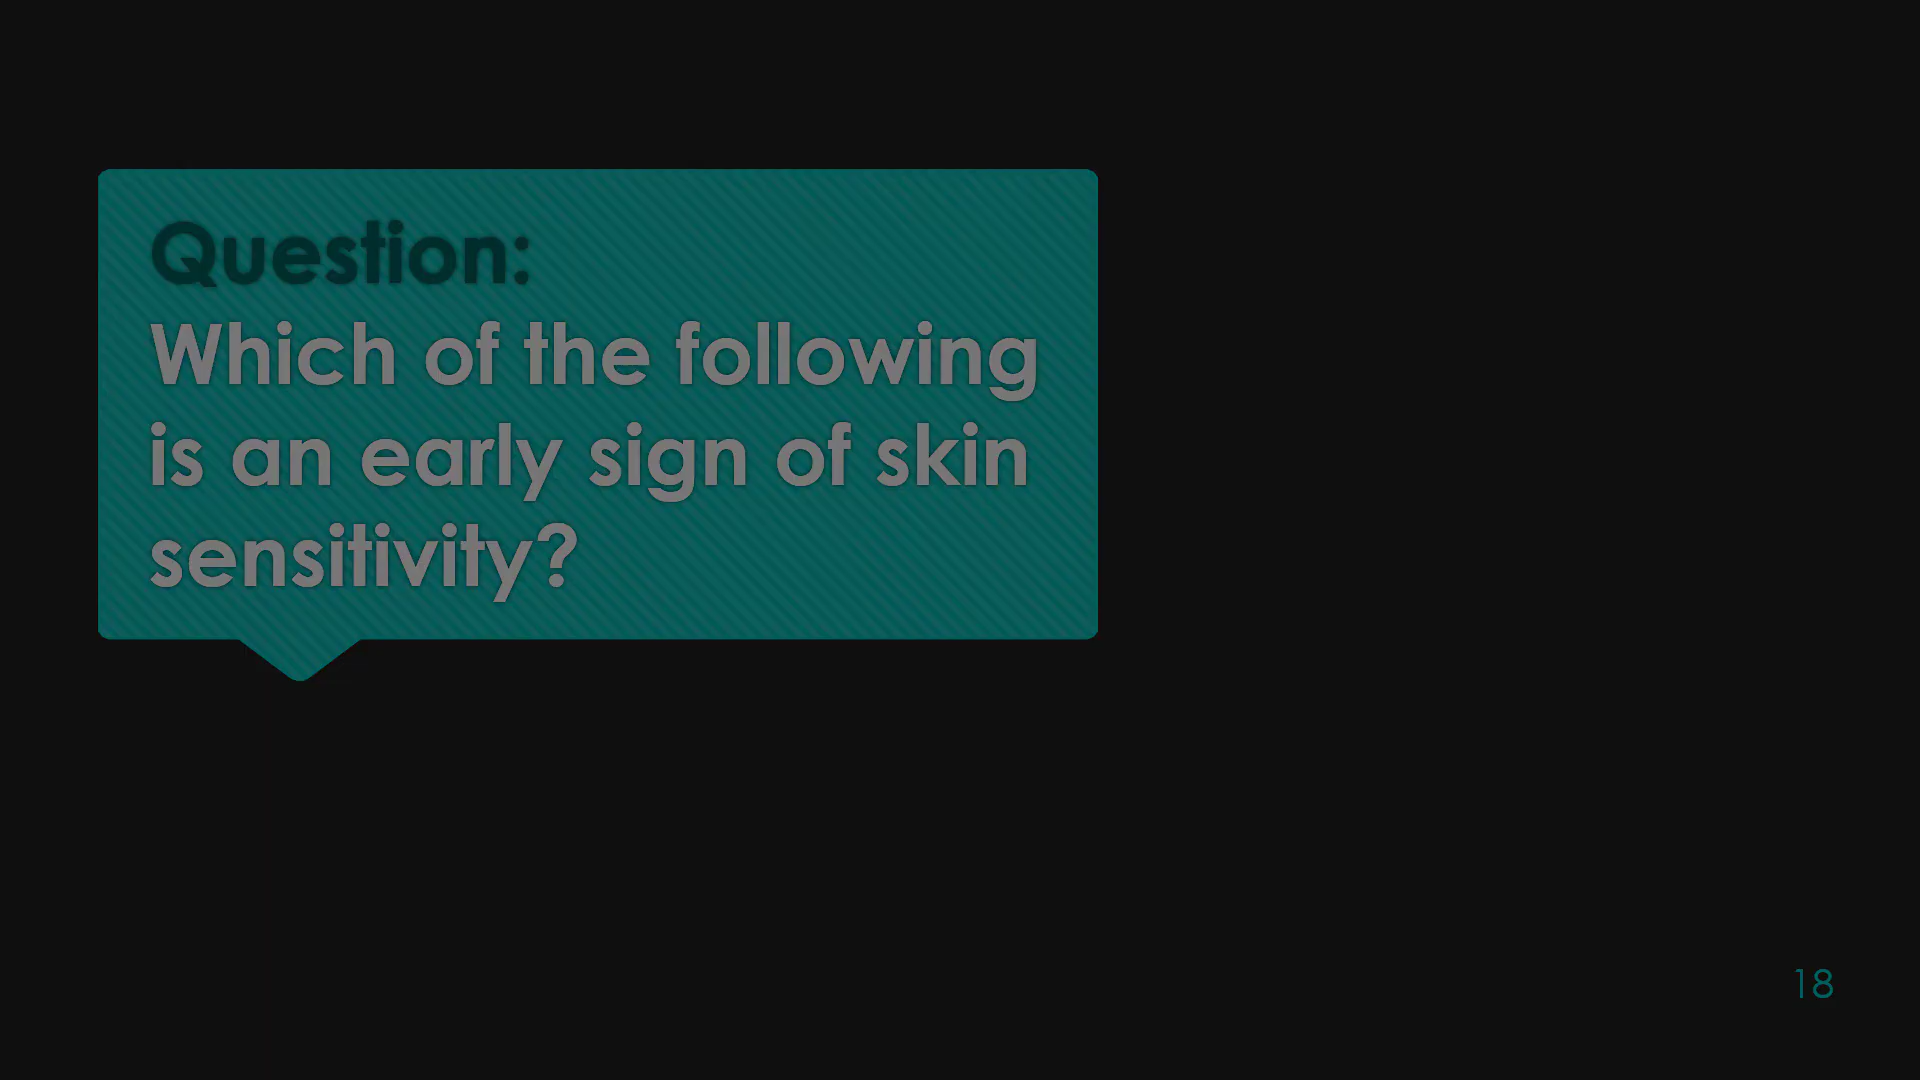 Question:
Which of the following
is an early sign of skin
sensitivity?
18